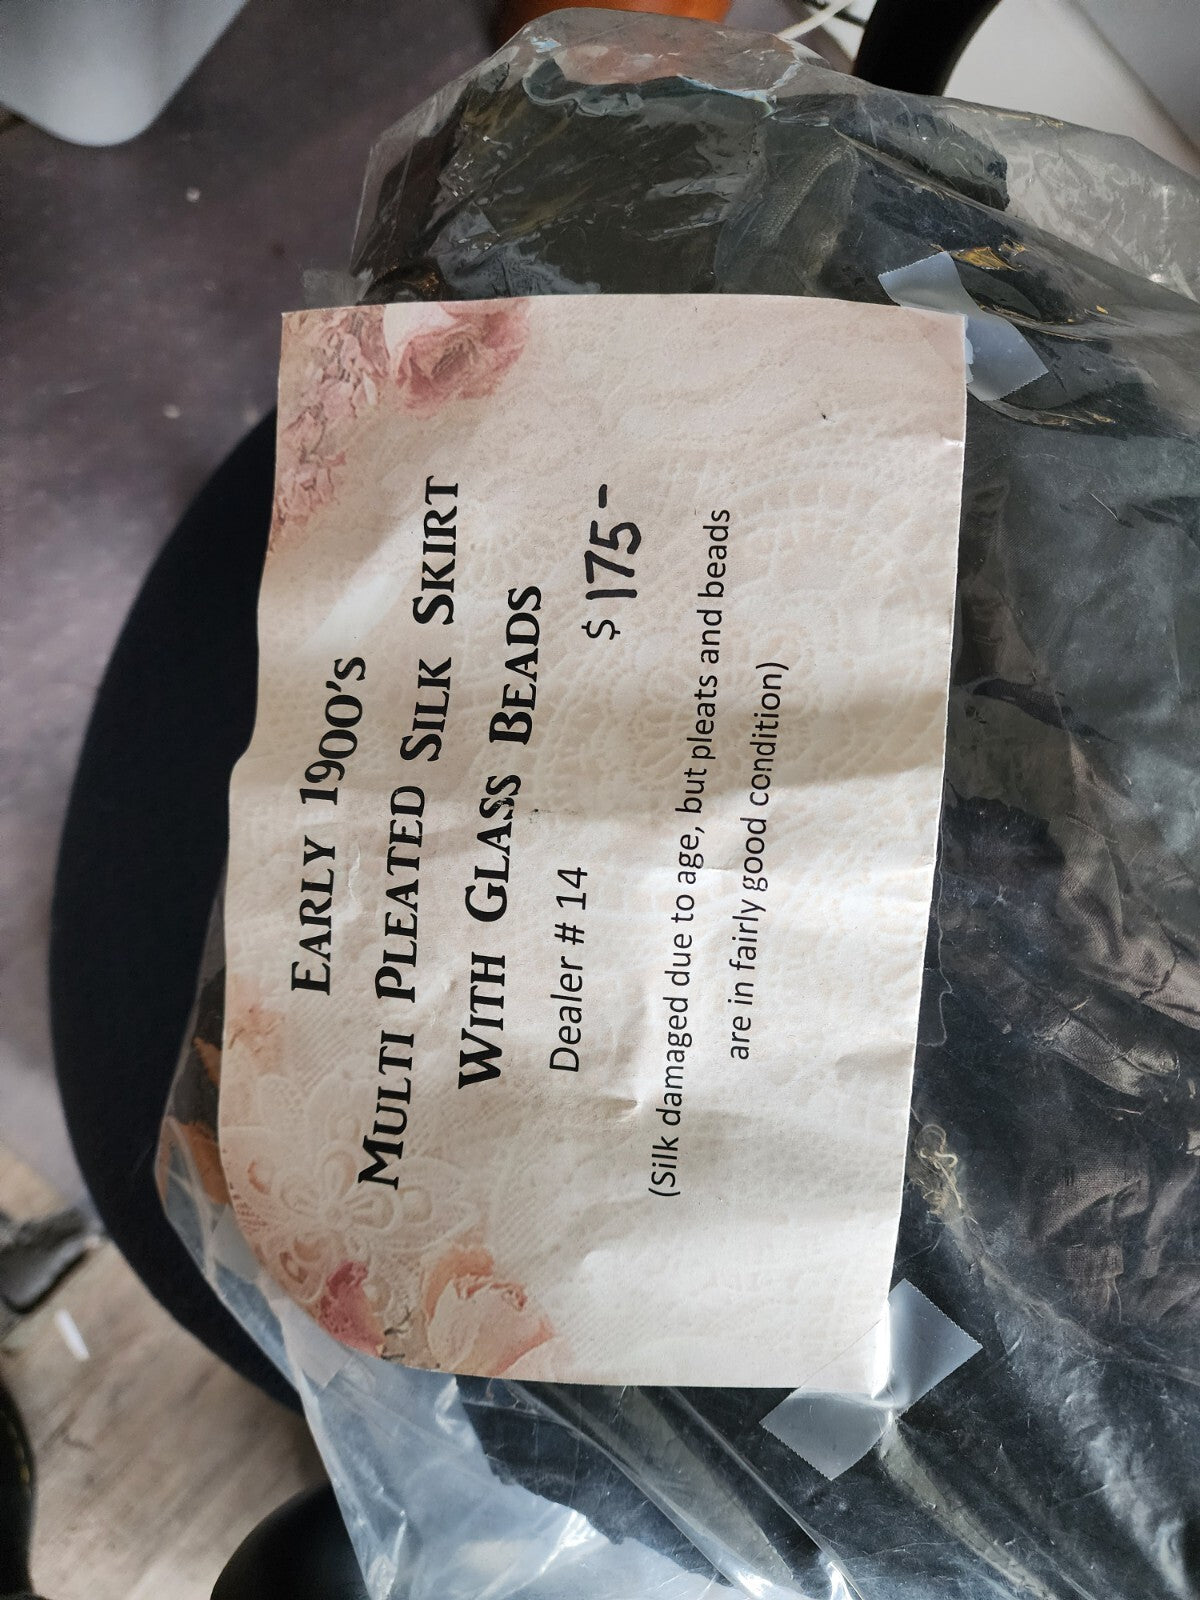 EARLY 1900's
MULTI PLEATED SILK SKIRT
WITH GLASS BEADS
Dealer # 14
$ 175-
(Silk damaged due to age, but pleats and beads
are in fairly good condition)